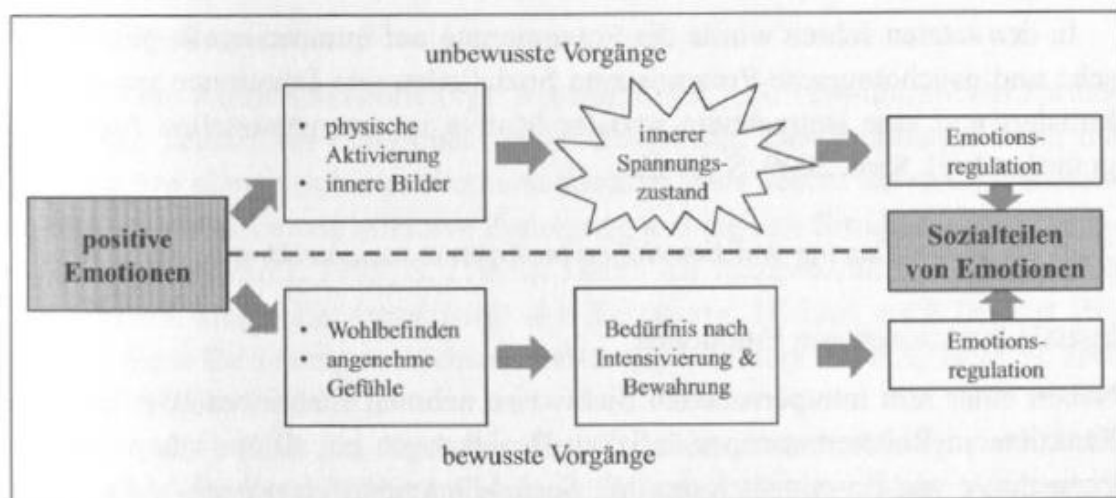 unbewusste Vorgänge
• physische
Aktivierung
• innere Bilder
innerer
Spannungs-
zustand
Emotions-
regulation
positive
Emotionen
Sozialteilen
von Emotionen
• Wohlbefinden
• angenehme
Gefühle
Bedürfnis nach
Intensivierung &
Bewahrung
Emotions-
regulation
bewusste Vorgänge